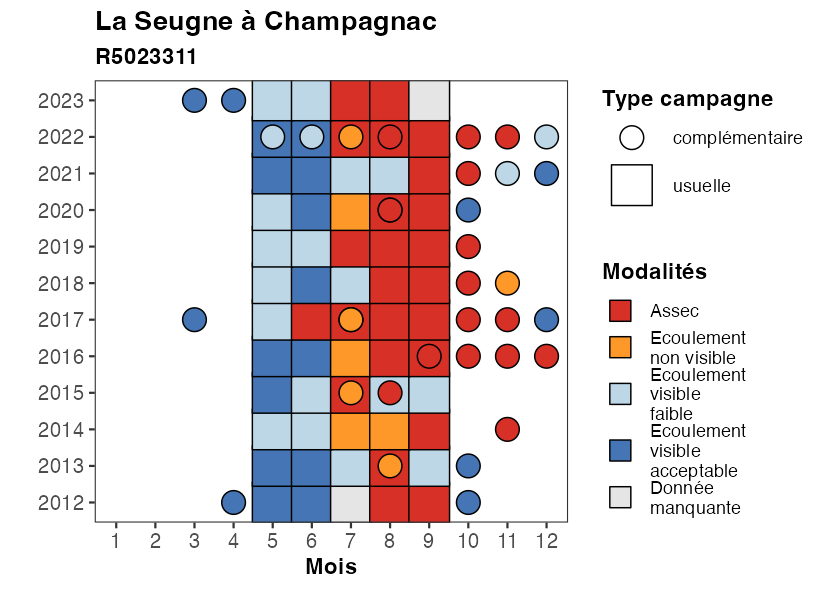 La Seugne à Champagnac
R5023311
2023
2022
2021
2020
2019
2018
2017
2016
2015
2014
2013
2012
1 2 3 4 5 6 7 8 9 10 11 12
Mois
Type campagne
complémentaire
usuelle
Modalités
Assec
Ecoulement
non visible
Ecoulement
visible
faible
Ecoulement
visible
acceptable
Donnée
manquante